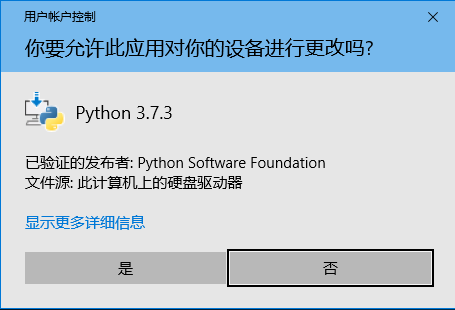 用户帐户控制
你要允许此应用对你的设备进行更改吗?
Python 3.7.3
已验证的发布者: Python Software Foundation
文件源: 此计算机上的硬盘驱动器
显示更多详细信息
是
否